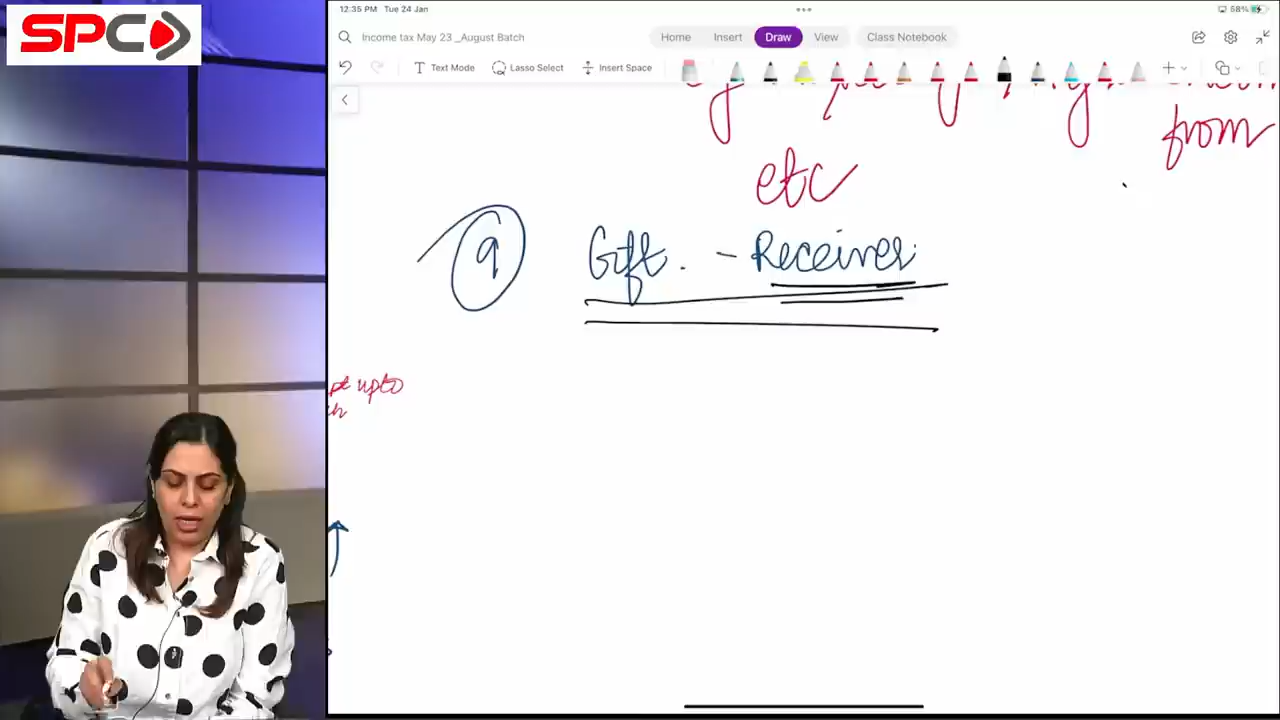 SPC
12:35 PM Tue 24 Jan
58%
Income tax May 23 _August Batch
Home Insert Draw View Class Notebook
Text Mode Lasso Select Insert Space
from
etc
9 Gift. - Receiver
upto